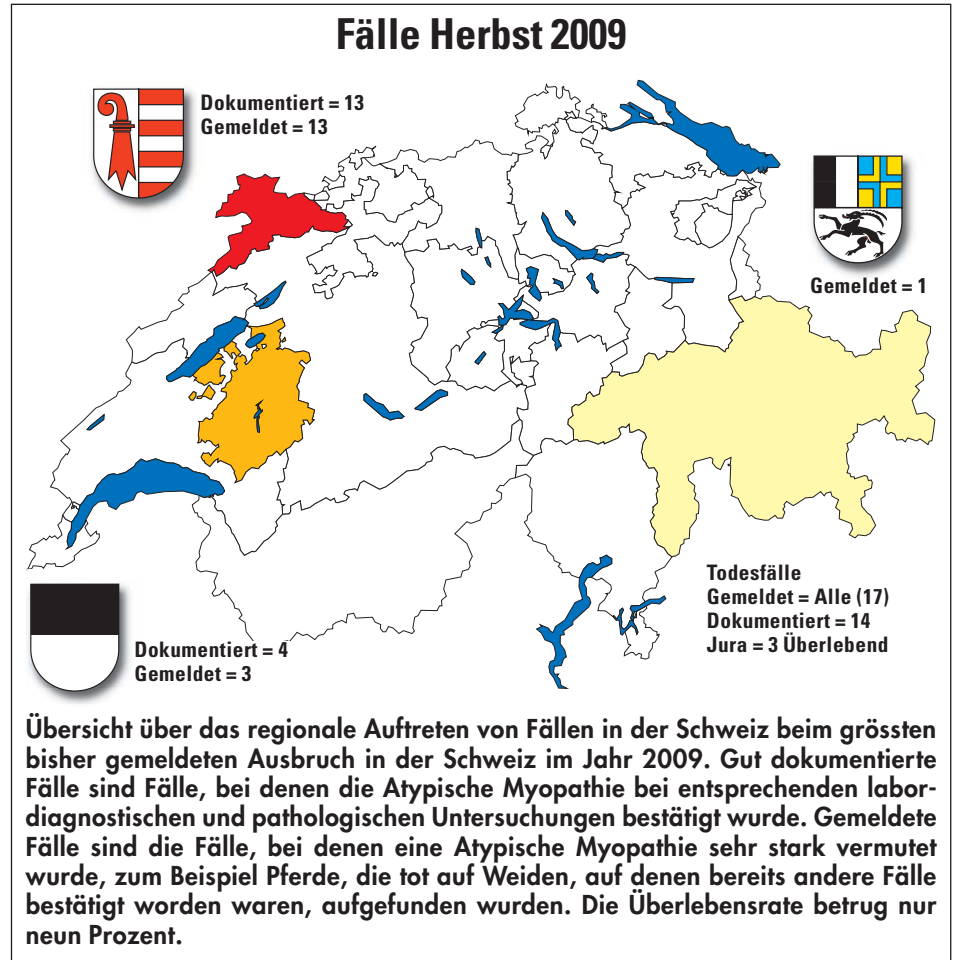 Fälle Herbst 2009
Dokumentiert = 13
Gemeldet = 13
Gemeldet = 1
Todesfälle
Gemeldet = Alle (17)
Dokumentiert = 14
Jura = 3 Überlebend
Dokumentiert = 4
Gemeldet = 3
Übersicht über das regionale Auftreten von Fällen in der Schweiz beim grössten
bisher gemeldeten Ausbruch in der Schweiz im Jahr 2009. Gut dokumentierte
Fälle sind Fälle, bei denen die Atypische Myopathie bei entsprechenden labor-
diagnostischen und pathologischen Untersuchungen bestätigt wurde. Gemeldete
Fälle sind die Fälle, bei denen eine Atypische Myopathie sehr stark vermutet
wurde, zum Beispiel Pferde, die tot auf Weiden, auf denen bereits andere Fälle
bestätigt worden waren, aufgefunden wurden. Die Überlebensrate betrug nur
neun Prozent.